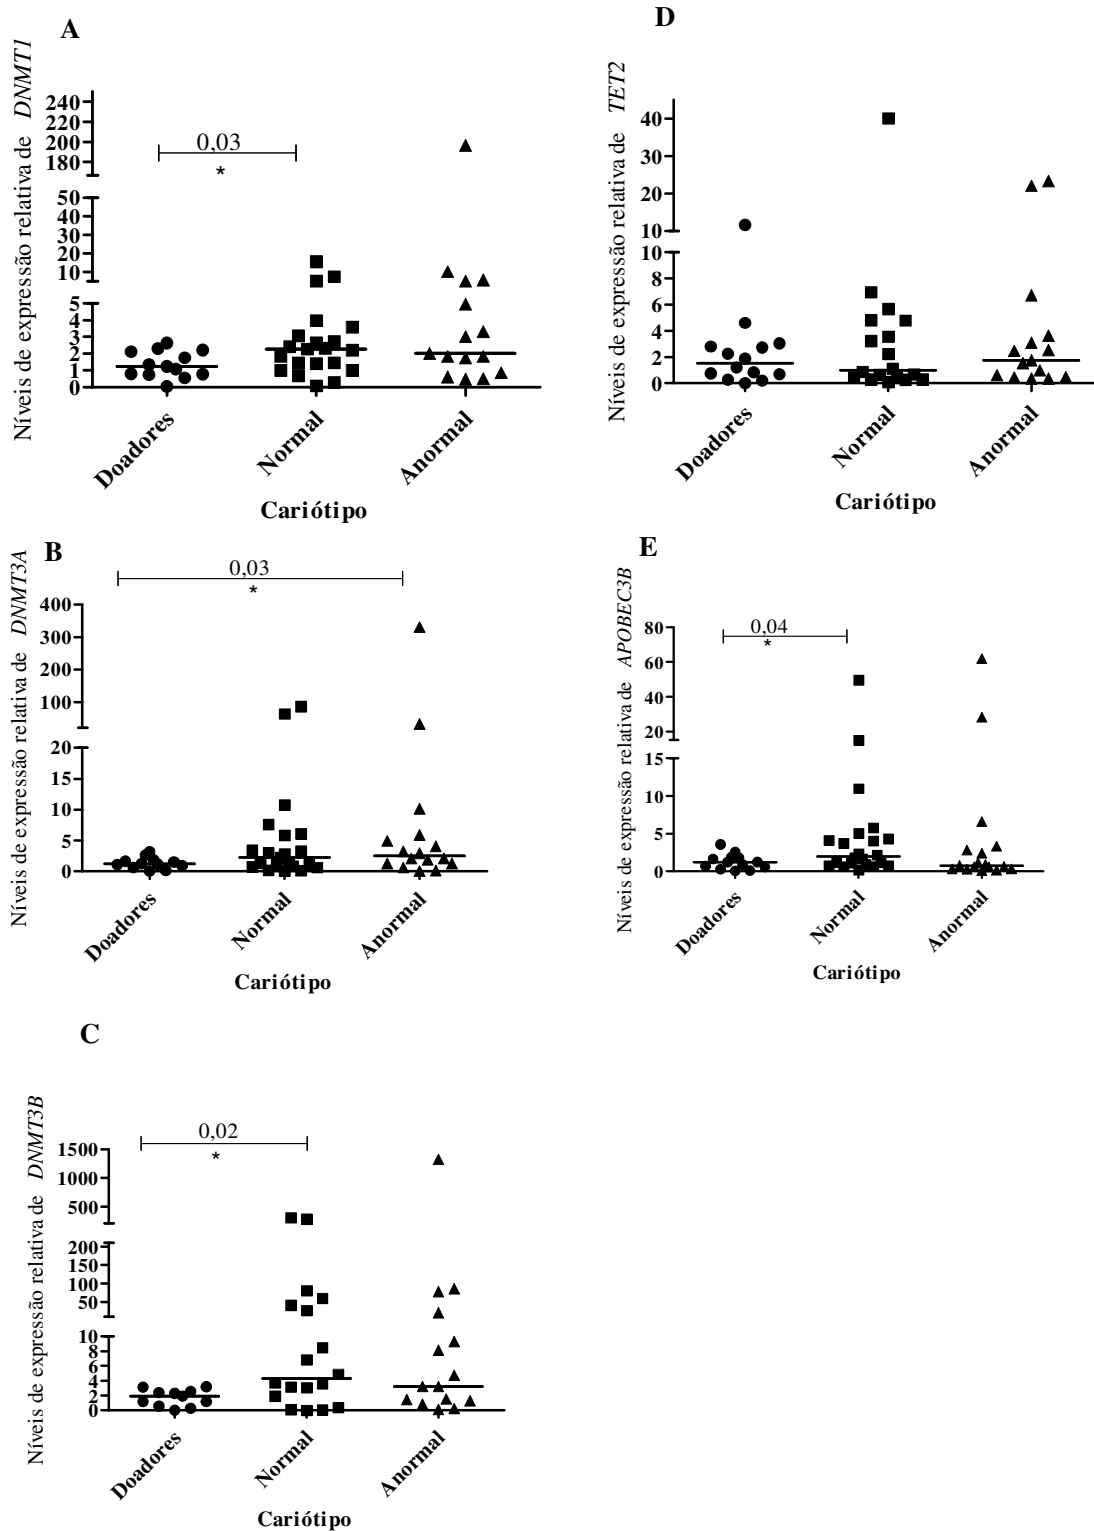 A
Níveis de expressão relativa de DNMT1
240
220
200
180
50
40
30
20
10
5
4
3
2
1
0
0,03
*
Doadores
Normal
Anormal
Cariótipo
D
Níveis de expressão relativa de TET2
40
30
20
10
10
8
6
4
2
0
Doadores
Normal
Anormal
Cariótipo
B
Níveis de expressão relativa de DNMT3A
400
300
200
100
20
15
10
5
0
0,03
*
Doadores
Normal
Anormal
Cariótipo
E
Níveis de expressão relativa de APOBEC3B
80
60
40
20
15
10
5
0
0,04
*
Doadores
Normal
Anormal
Cariótipo
C
Níveis de expressão relativa de DNMT3B
1500
1000
500
200
150
100
50
10
8
6
4
2
0
0,02
*
Doadores
Normal
Anormal
Cariótipo